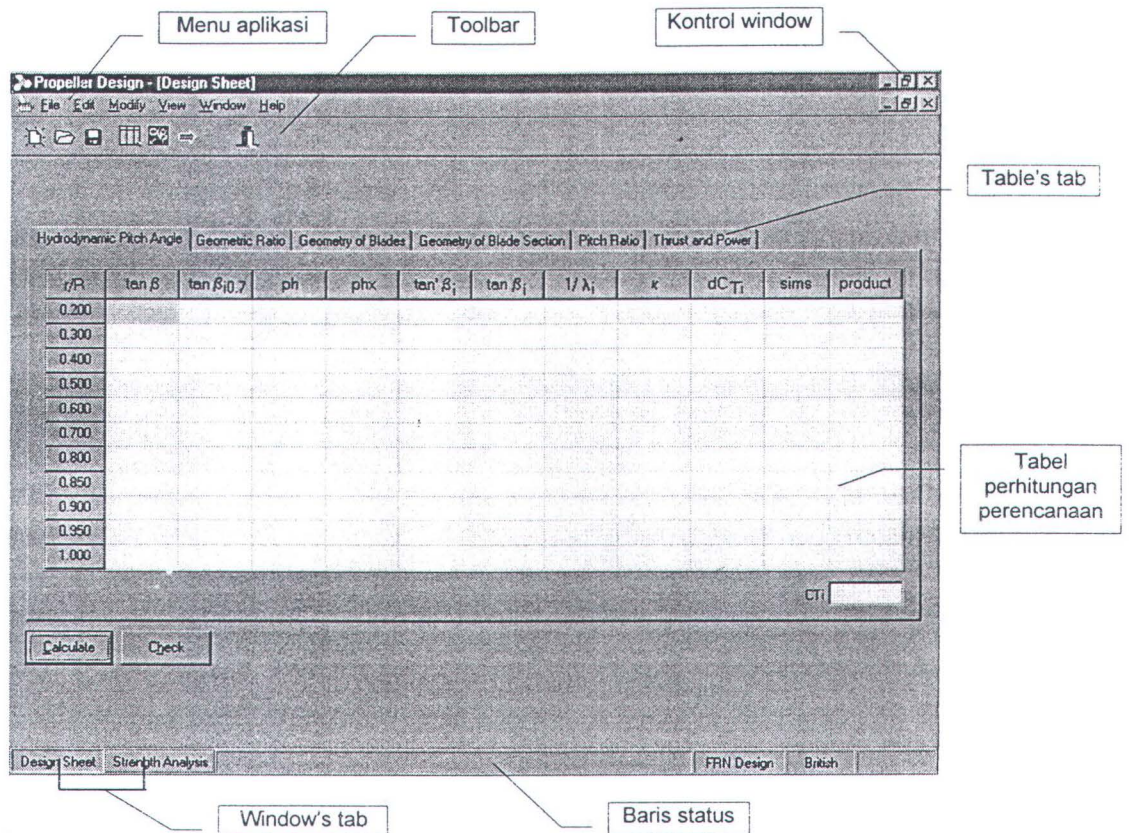 Menu aplikasi
Toolbar
Kontrol window
Propeller Design - [Design Sheet]
File Edit Modify View Window Help
Table's tab
Hydrodynamic Pitch Angle Geometric Ratio Geometry of Blades Geometry of Blade Section Pitch Ratio Thrust and Power
r/R tan β tan βi0.7 ph phx tan' βi tan βi 1/λi κ dCTi sims product
0.200
0.300
0.400
0.500
0.600
0.700
0.800
0.850
0.900
0.950
1.000
Tabel
perhitungan
perencanaan
CTi
Calculate Check
Design Sheet Strength Analysis FRN Design British
Window's tab
Baris status